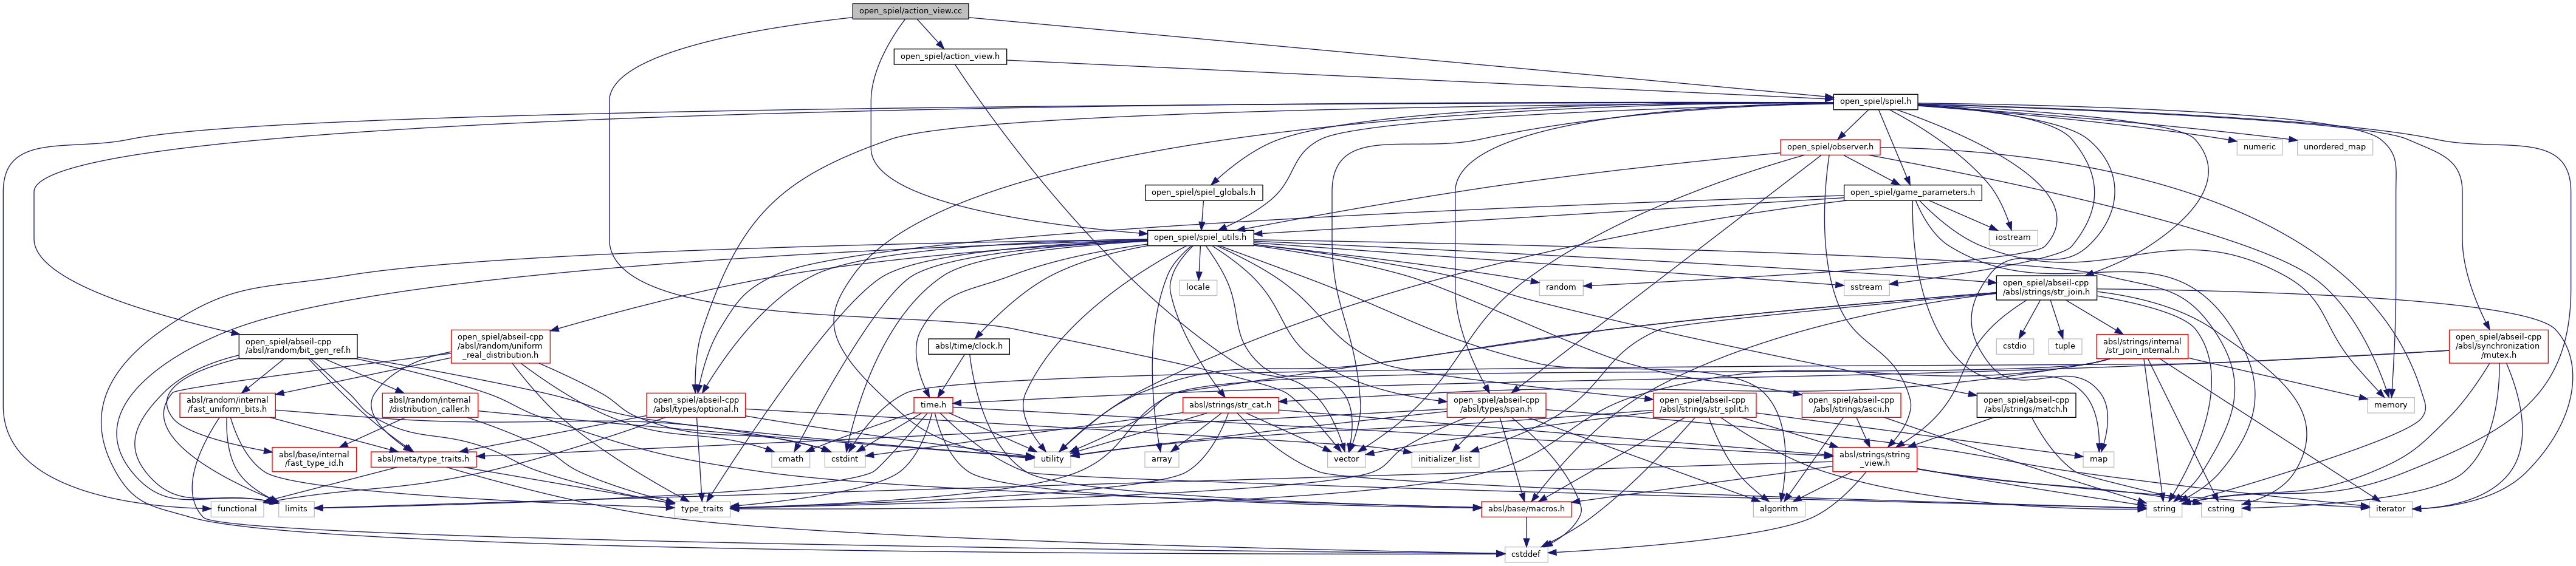 open_spiel/action_view.cc
open_spiel/action_view.h
open_spiel/spiel.h
open_spiel/observer.h
numeric
unordered_map
open_spiel/spiel_globals.h
open_spiel/game_parameters.h
open_spiel/spiel_utils.h
iostream
locale
random
sstream
open_spiel/abseil-cpp
/absl/strings/str_join.h
open_spiel/abseil-cpp
/absl/random/bit_gen_ref.h
open_spiel/abseil-cpp
/absl/random/uniform
_real_distribution.h
absl/time/clock.h
cstdio
tuple
absl/strings/internal
/str_join_internal.h
open_spiel/abseil-cpp
/absl/synchronization
/mutex.h
absl/random/internal
/fast_uniform_bits.h
absl/random/internal
/distribution_caller.h
open_spiel/abseil-cpp
/absl/types/optional.h
time.h
absl/strings/str_cat.h
open_spiel/abseil-cpp
/absl/types/span.h
open_spiel/abseil-cpp
/absl/strings/str_split.h
open_spiel/abseil-cpp
/absl/strings/ascii.h
open_spiel/abseil-cpp
/absl/strings/match.h
memory
absl/base/internal
/fast_type_id.h
absl/meta/type_traits.h
cmath
cstdint
utility
array
vector
initializer_list
absl/strings/string
_view.h
map
functional
limits
type_traits
absl/base/macros.h
algorithm
string
cstring
iterator
cstddef